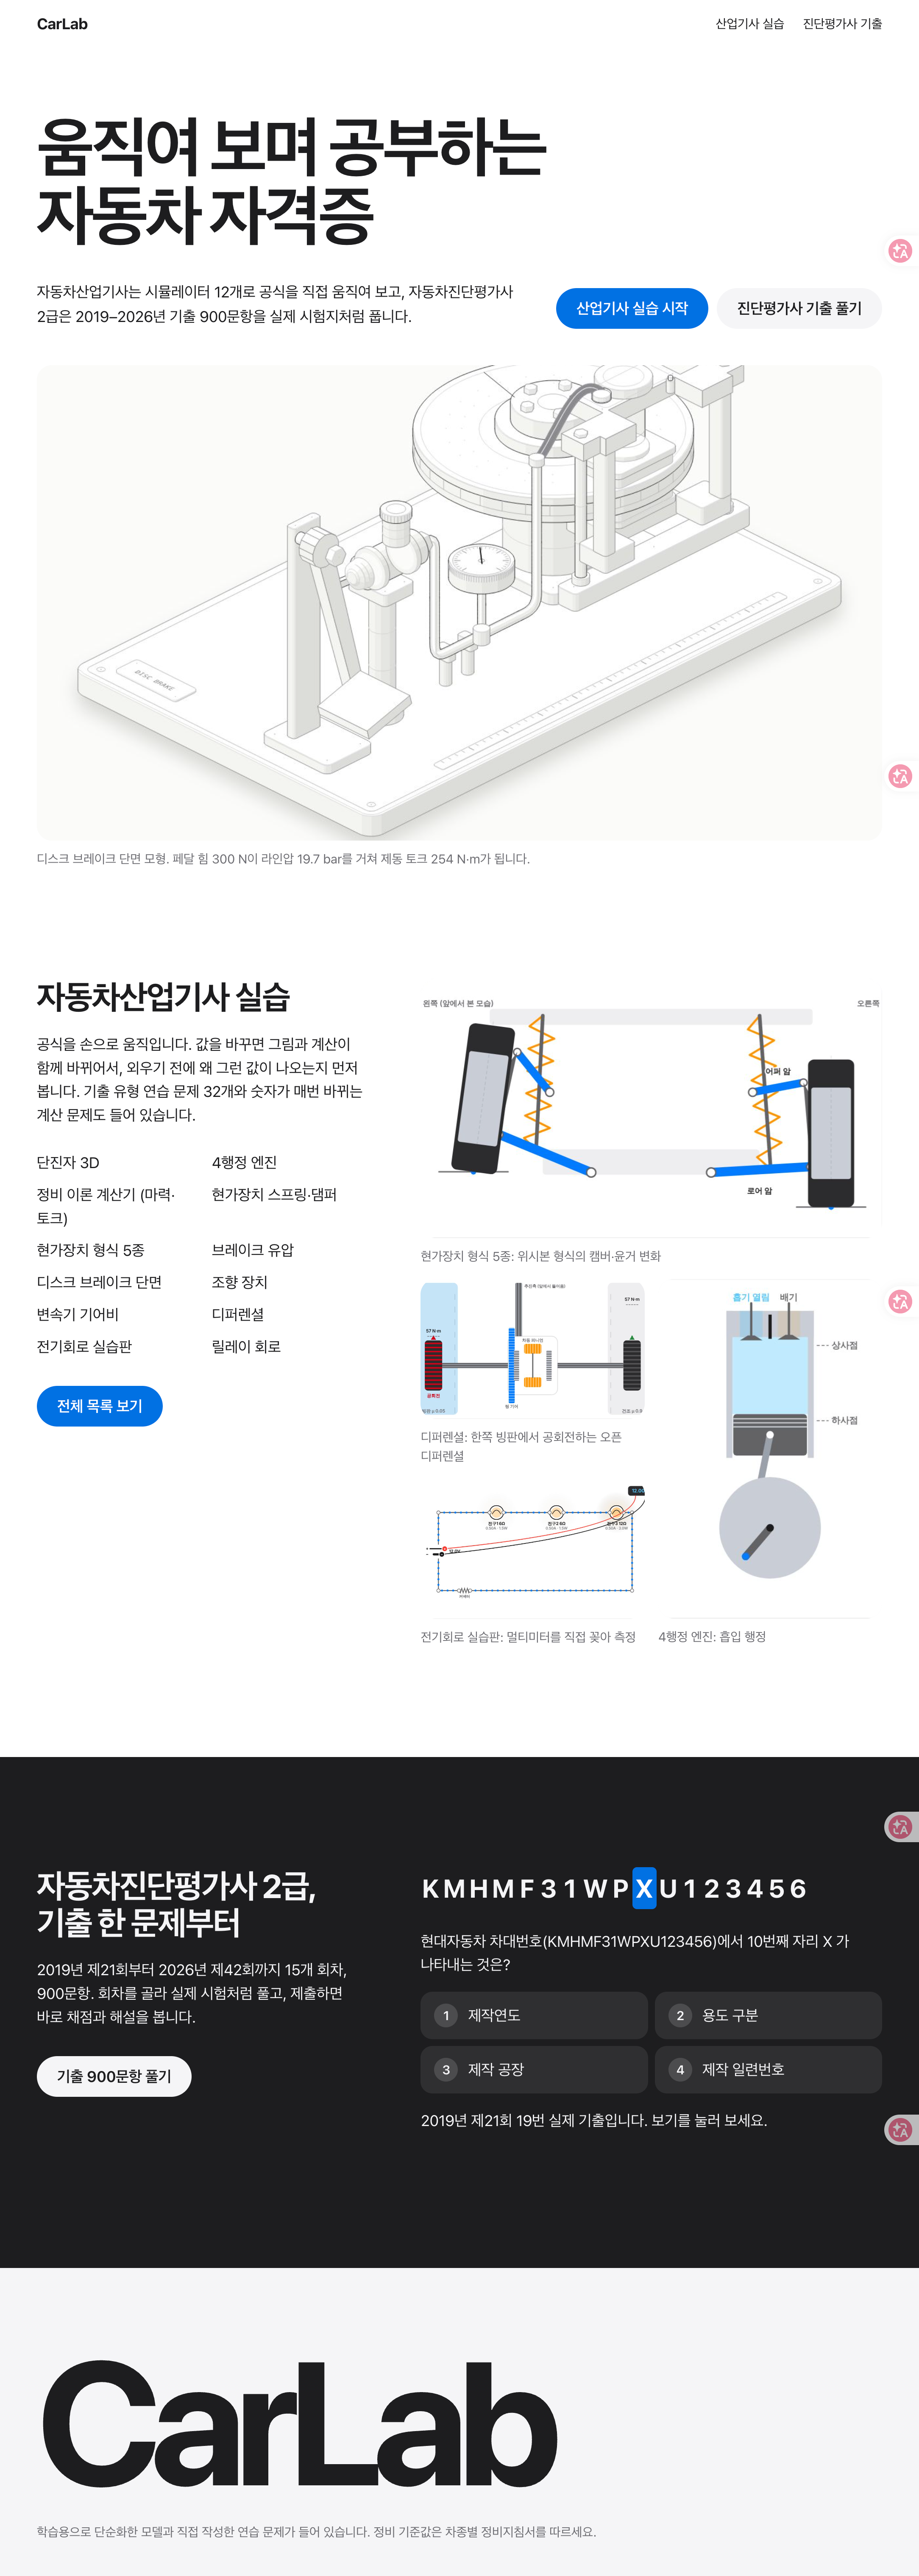 CarLab
산업기사 실습
진단평가사 기출
움직여 보며 공부하는
자동차 자격증
자동차산업기사는 시뮬레이터 12개로 공식을 직접 움직여 보고, 자동차진단평가사
2급은 2019–2026년 기출 900문항을 실제 시험지처럼 풉니다.
산업기사 실습 시작
진단평가사 기출 풀기
DISC BRAKE
디스크 브레이크 단면 모형. 페달 힘 300 N이 라인압 19.7 bar를 거쳐 제동 토크 254 N·m가 됩니다.
자동차산업기사 실습
공식을 손으로 움직입니다. 값을 바꾸면 그림과 계산이
함께 바뀌어서, 외우기 전에 왜 그런 값이 나오는지 먼저
봅니다. 기출 유형 연습 문제 32개와 숫자가 매번 바뀌는
계산 문제도 들어 있습니다.
단진자 3D
4행정 엔진
정비 이론 계산기 (마력·
토크)
현가장치 스프링·댐퍼
현가장치 형식 5종
브레이크 유압
디스크 브레이크 단면
조향 장치
변속기 기어비
디퍼렌셜
전기회로 실습판
릴레이 회로
전체 목록 보기
왼쪽 (앞에서 본 모습)
오른쪽
어퍼 암
로어 암
현가장치 형식 5종: 위시본 형식의 캠버·윤거 변화
57 N·m
57 N·m
공회전
링 기어
디퍼렌셜: 한쪽 빙판에서 공회전하는 오픈
디퍼렌셜
흡기 열림
배기
상사점
하사점
12.0V
전기회로 실습판: 멀티미터를 직접 꽂아 측정
4행정 엔진: 흡입 행정
자동차진단평가사 2급,
기출 한 문제부터
2019년 제21회부터 2026년 제42회까지 15개 회차,
900문항. 회차를 골라 실제 시험처럼 풀고, 제출하면
바로 채점과 해설을 봅니다.
기출 900문항 풀기
KMHMF31WPXU123456
현대자동차 차대번호(KMHMF31WPXU123456)에서 10번째 자리 X 가
나타내는 것은?
1 제작연도
2 용도 구분
3 제작 공장
4 제작 일련번호
2019년 제21회 19번 실제 기출입니다. 보기를 눌러 보세요.
CarLab
학습용으로 단순화한 모델과 직접 작성한 연습 문제가 들어 있습니다. 정비 기준값은 차종별 정비지침서를 따르세요.